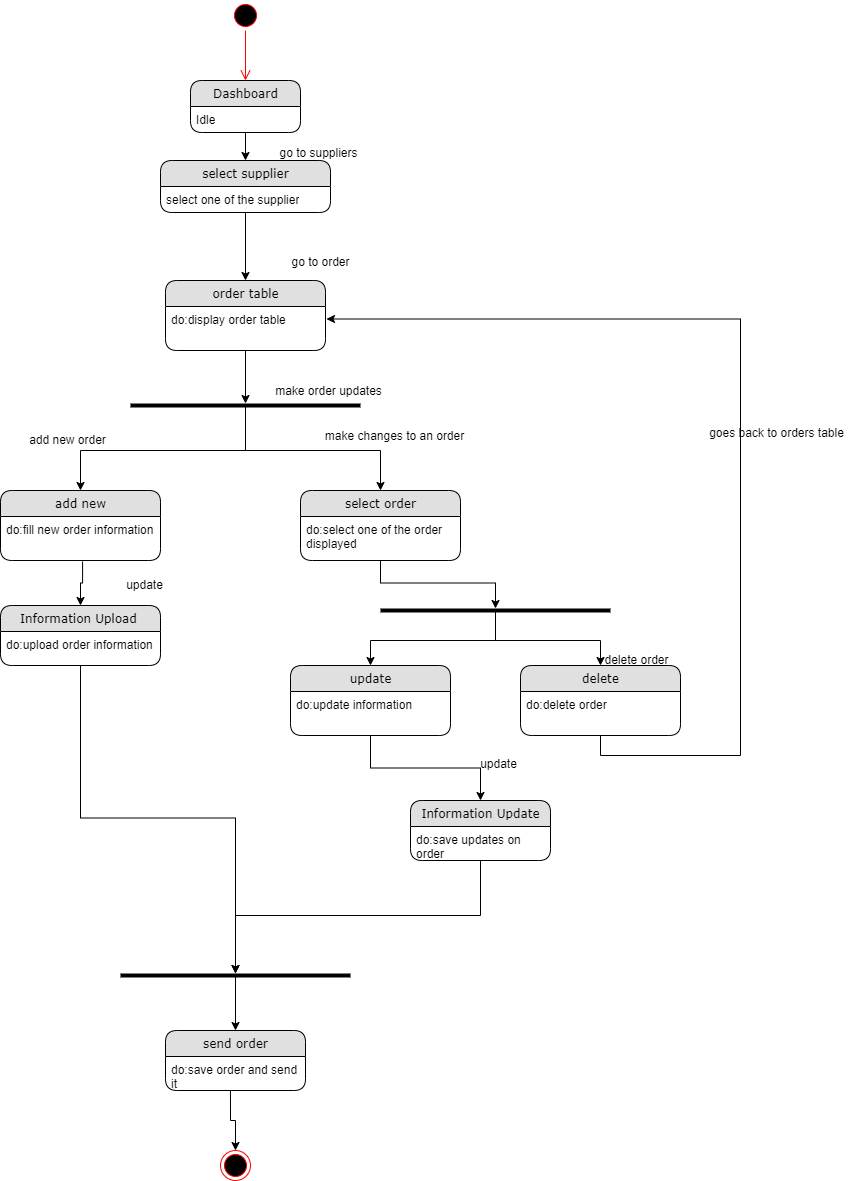 Dashboard
Idle
go to suppliers
select supplier
select one of the supplier
go to order
order table
do:display order table
make order updates
add new order
make changes to an order
goes back to orders table
add new
do:fill new order information
select order
do:select one of the order
displayed
update
Information Upload
do:upload order information
delete order
update
do:update information
delete
do:delete order
update
Information Update
do:save updates on
order
send order
do:save order and send
it